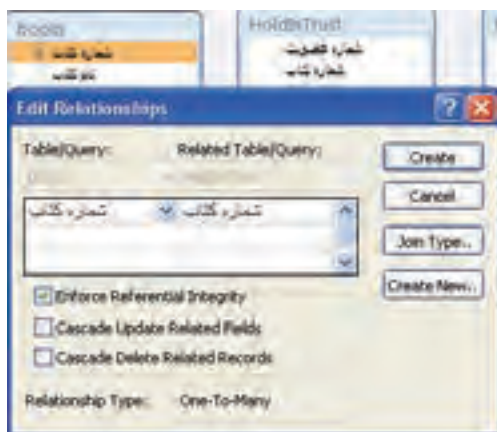 Books HoldInTrust
شماره کتاب شماره عضویت
نام کتاب شماره کتاب
Edit Relationships
Table/Query: Related Table/Query:
Create
شماره کتاب شماره کتاب
Cancel
Join Type..
Enforce Referential Integrity
Create New..
Cascade Update Related Fields
Cascade Delete Related Records
Relationship Type: One-To-Many